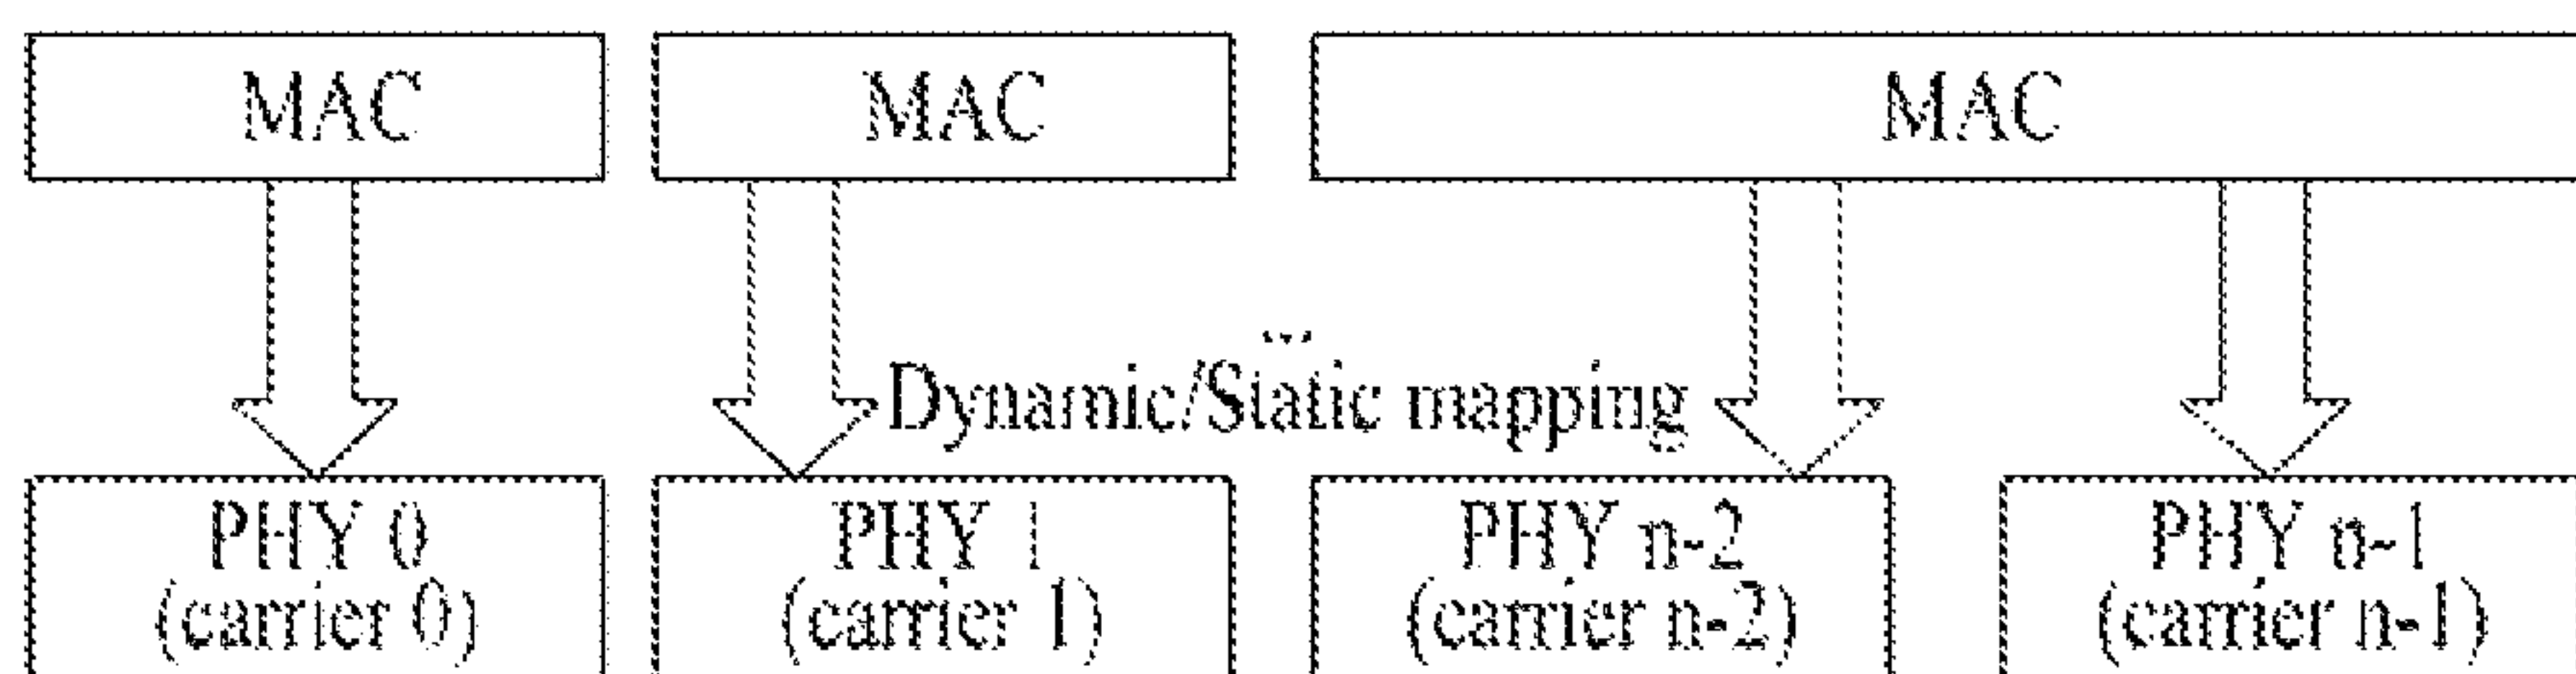 MAC
MAC
MAC
...
Dynamic/Static mapping
PHY 0
(carrier 0)
PHY 1
(carrier 1)
PHY n-2
(carrier n-2)
PHY n-1
(carrier n-1)